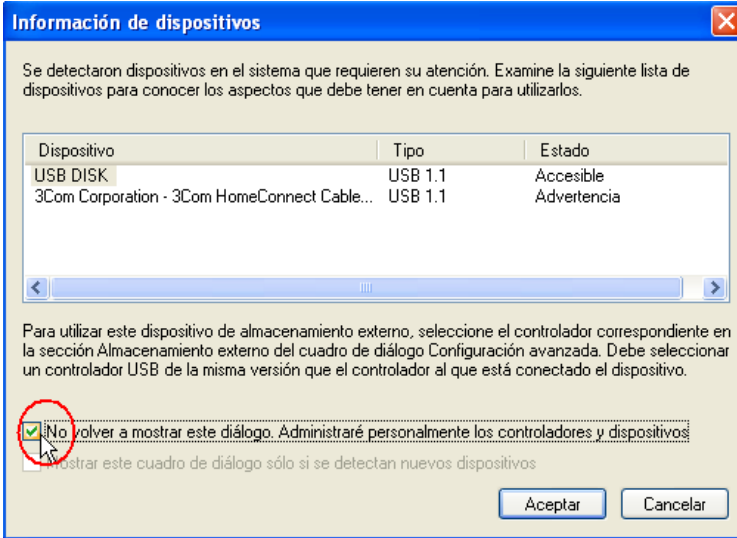 Información de dispositivos
Se detectaron dispositivos en el sistema que requieren su atención. Examine la siguiente lista de
dispositivos para conocer los aspectos que debe tener en cuenta para utilizarlos.
Dispositivo Tipo Estado
USB DISK USB 1.1 Accesible
3Com Corporation - 3Com HomeConnect Cable... USB 1.1 Advertencia
Para utilizar este dispositivo de almacenamiento externo, seleccione el controlador correspondiente en
la sección Almacenamiento externo del cuadro de diálogo Configuración avanzada. Debe seleccionar
un controlador USB de la misma versión que el controlador al que está conectado el dispositivo.
No volver a mostrar este diálogo. Administraré personalmente los controladores y dispositivos
Mostrar este cuadro de diálogo sólo si se detectan nuevos dispositivos
Aceptar Cancelar